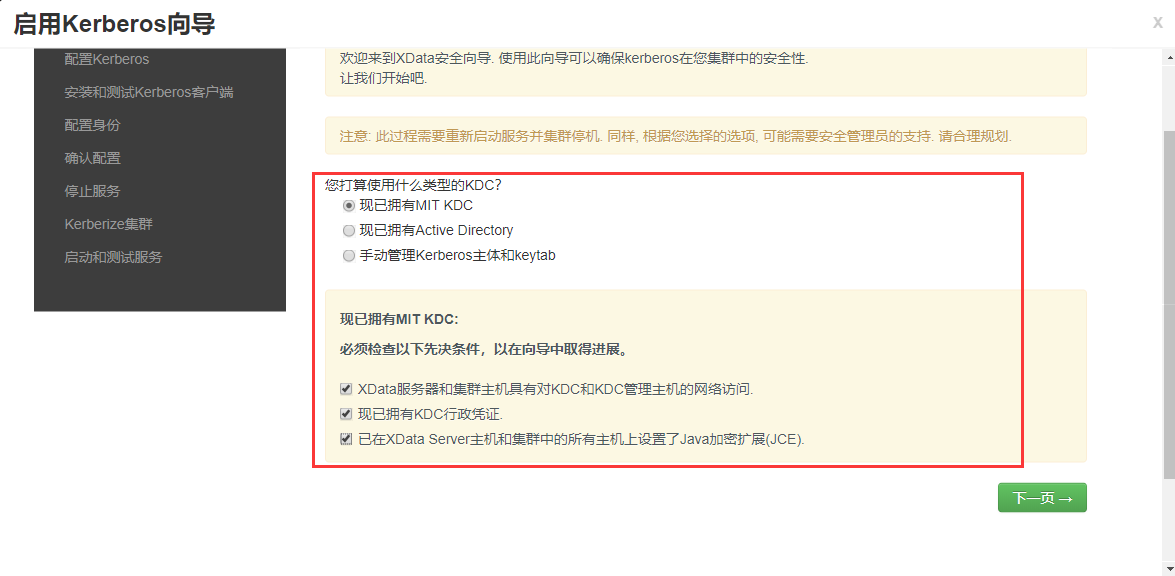 启用Kerberos向导
x
配置Kerberos
安装和测试Kerberos客户端
配置身份
确认配置
停止服务
Kerberize集群
启动和测试服务
欢迎来到XData安全向导. 使用此向导可以确保kerberos在您集群中的安全性.
让我们开始吧.
注意: 此过程需要重新启动服务并集群停机. 同样, 根据您选择的选项, 可能需要安全管理员的支持. 请合理规划.
您打算使用什么类型的KDC?
现已拥有MIT KDC
现已拥有Active Directory
手动管理Kerberos主体和keytab
现已拥有MIT KDC:
必须检查以下先决条件，以在向导中取得进展。
XData服务器和集群主机具有对KDC和KDC管理主机的网络访问.
现已拥有KDC行政凭证.
已在XData Server主机和集群中的所有主机上设置了Java加密扩展(JCE).
下一页→